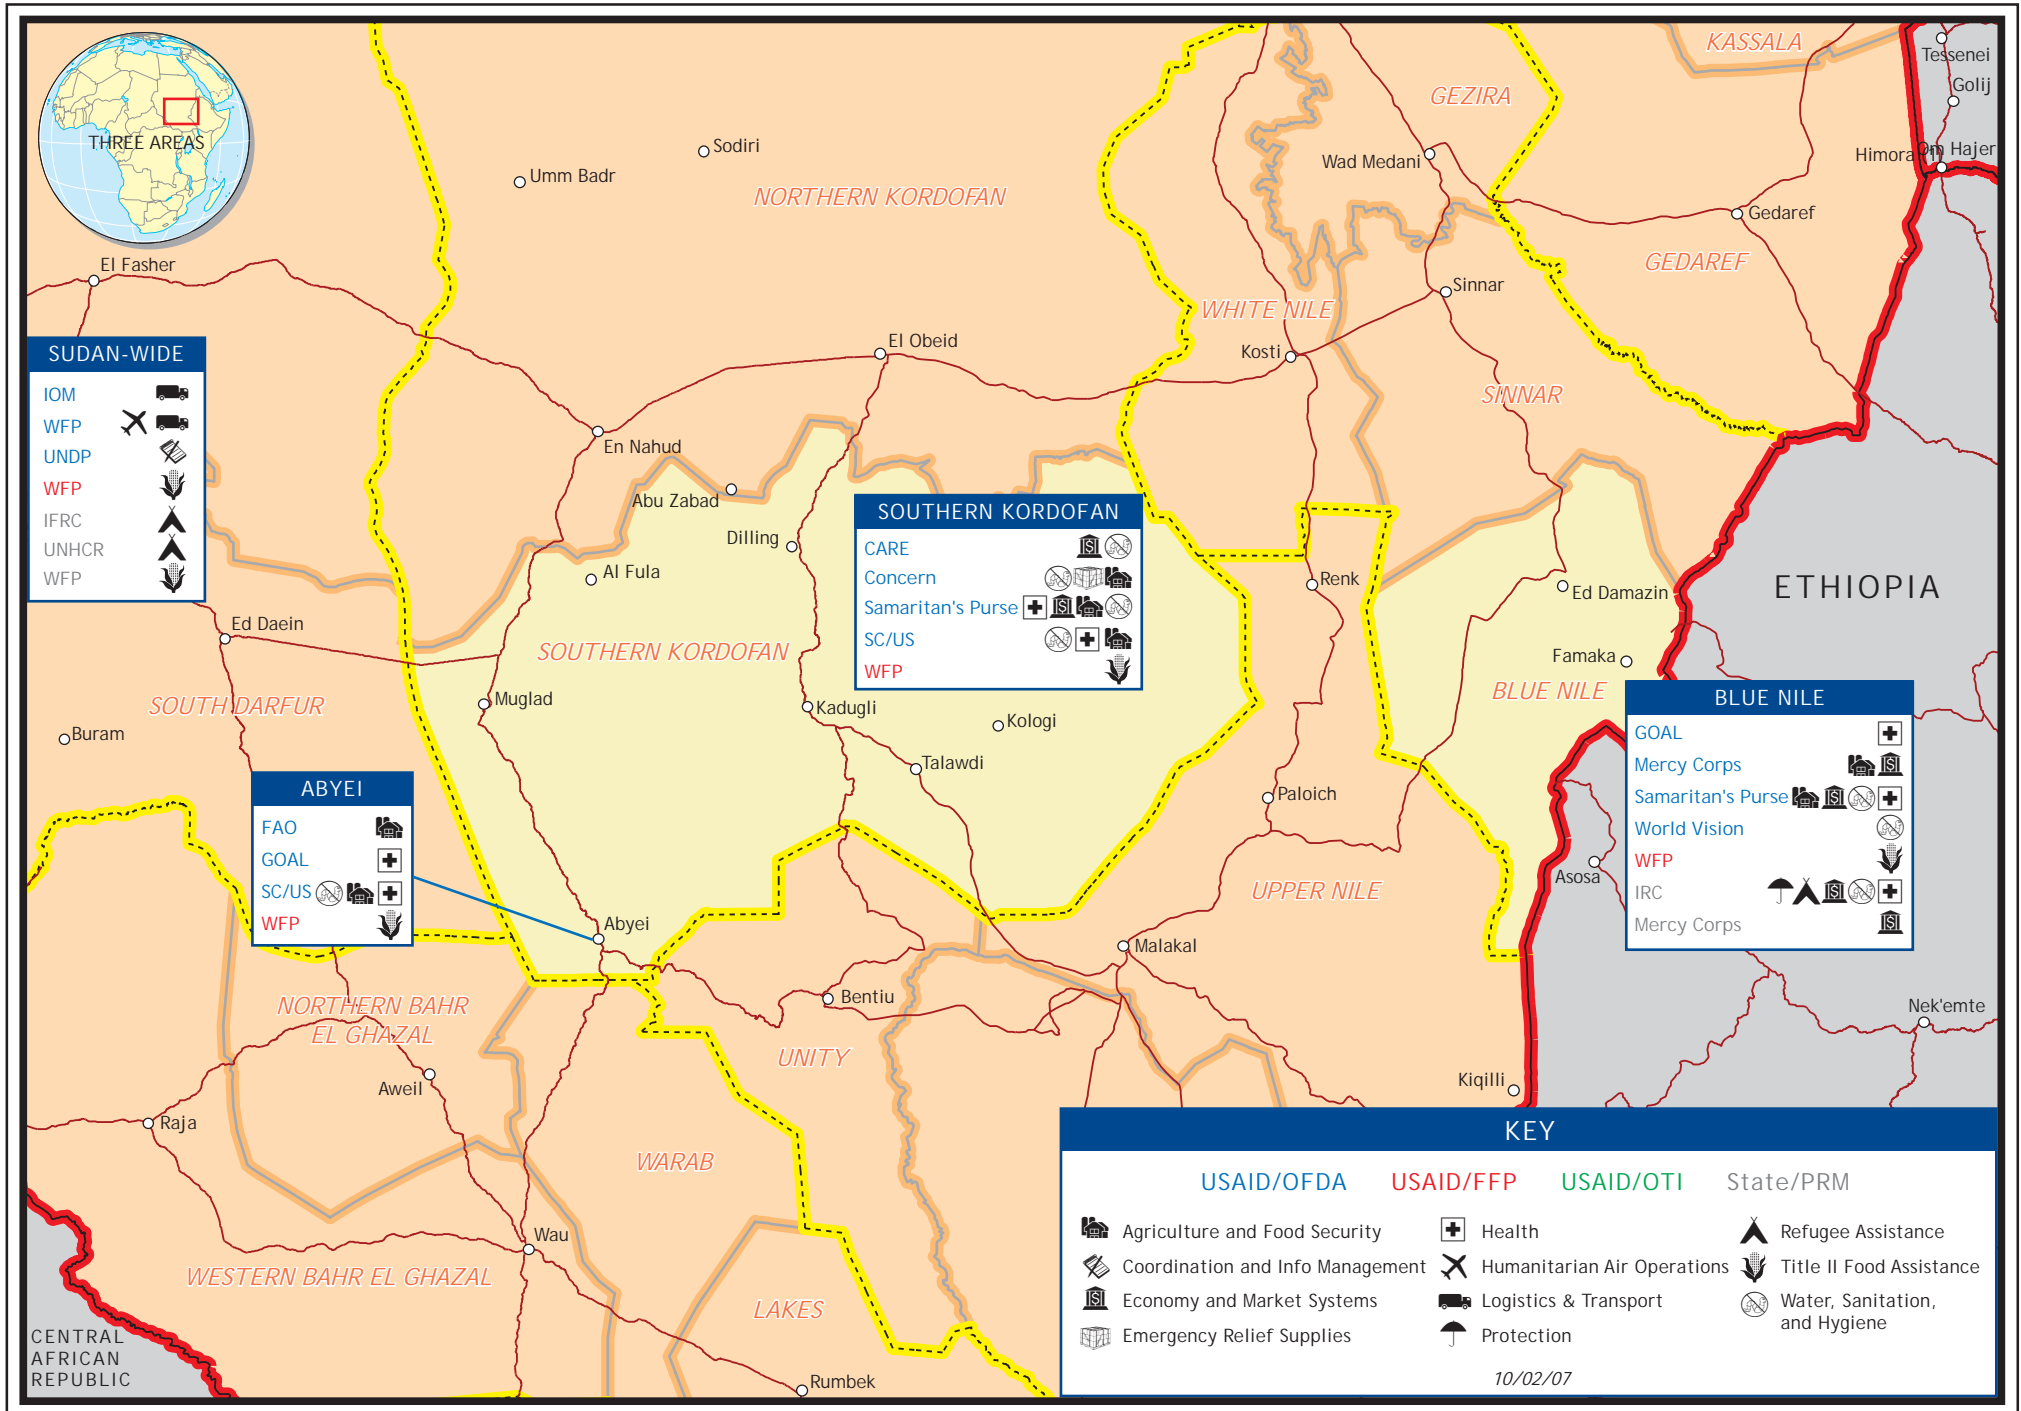 KASSALA
Tessenei
Golij
GEZIRA
THREE AREAS
Sodiri
Umm Badr
Wad Medani
Himora
Om Hajer
NORTHERN KORDOFAN
Gedaref
El Fasher
GEDAREF
Sinnar
WHITE NILE
El Obeid
Kosti
SINNAR
SUDAN-WIDE
IOM
WFP
UNDP
WFP
IFRC
UNHCR
WFP
En Nahud
Abu Zabad
Dilling
Al Fula
SOUTHERN KORDOFAN
CARE
Concern
Samaritan's Purse
SC/US
WFP
Renk
Ed Damazin
ETHIOPIA
Ed Daein
SOUTHERN KORDOFAN
Famaka
BLUE NILE
SOUTH DARFUR
Muglad
Kadugli
Kologi
Buram
Talawdi
Paloich
BLUE NILE
GOAL
Mercy Corps
Samaritan's Purse
World Vision
WFP
IRC
Mercy Corps
ABYEI
FAO
GOAL
SC/US
WFP
Asosa
UPPER NILE
Abyei
Malakal
Bentiu
NORTHERN BAHR
EL GHAZAL
Nek'emte
UNITY
Aweil
Kiqilli
Raja
WARAB
Wau
WESTERN BAHR EL GHAZAL
LAKES
CENTRAL
AFRICAN
REPUBLIC
Rumbek
KEY
USAID/OFDA USAID/FFP USAID/OTI State/PRM
Agriculture and Food Security
Coordination and Info Management
Economy and Market Systems
Emergency Relief Supplies
Health
Humanitarian Air Operations
Logistics & Transport
Protection
Refugee Assistance
Title II Food Assistance
Water, Sanitation,
and Hygiene
10/02/07